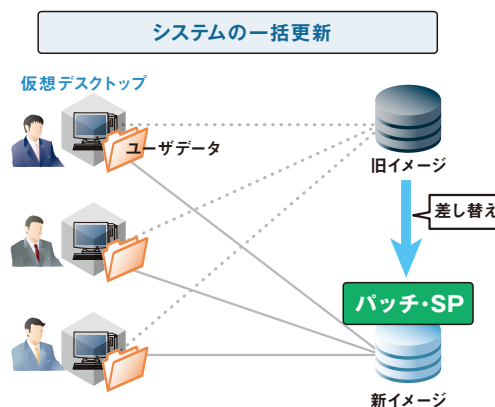 システムの一括更新
仮想デスクトップ
ユーザデータ
旧イメージ
差し替え
パッチ・SP
新イメージ